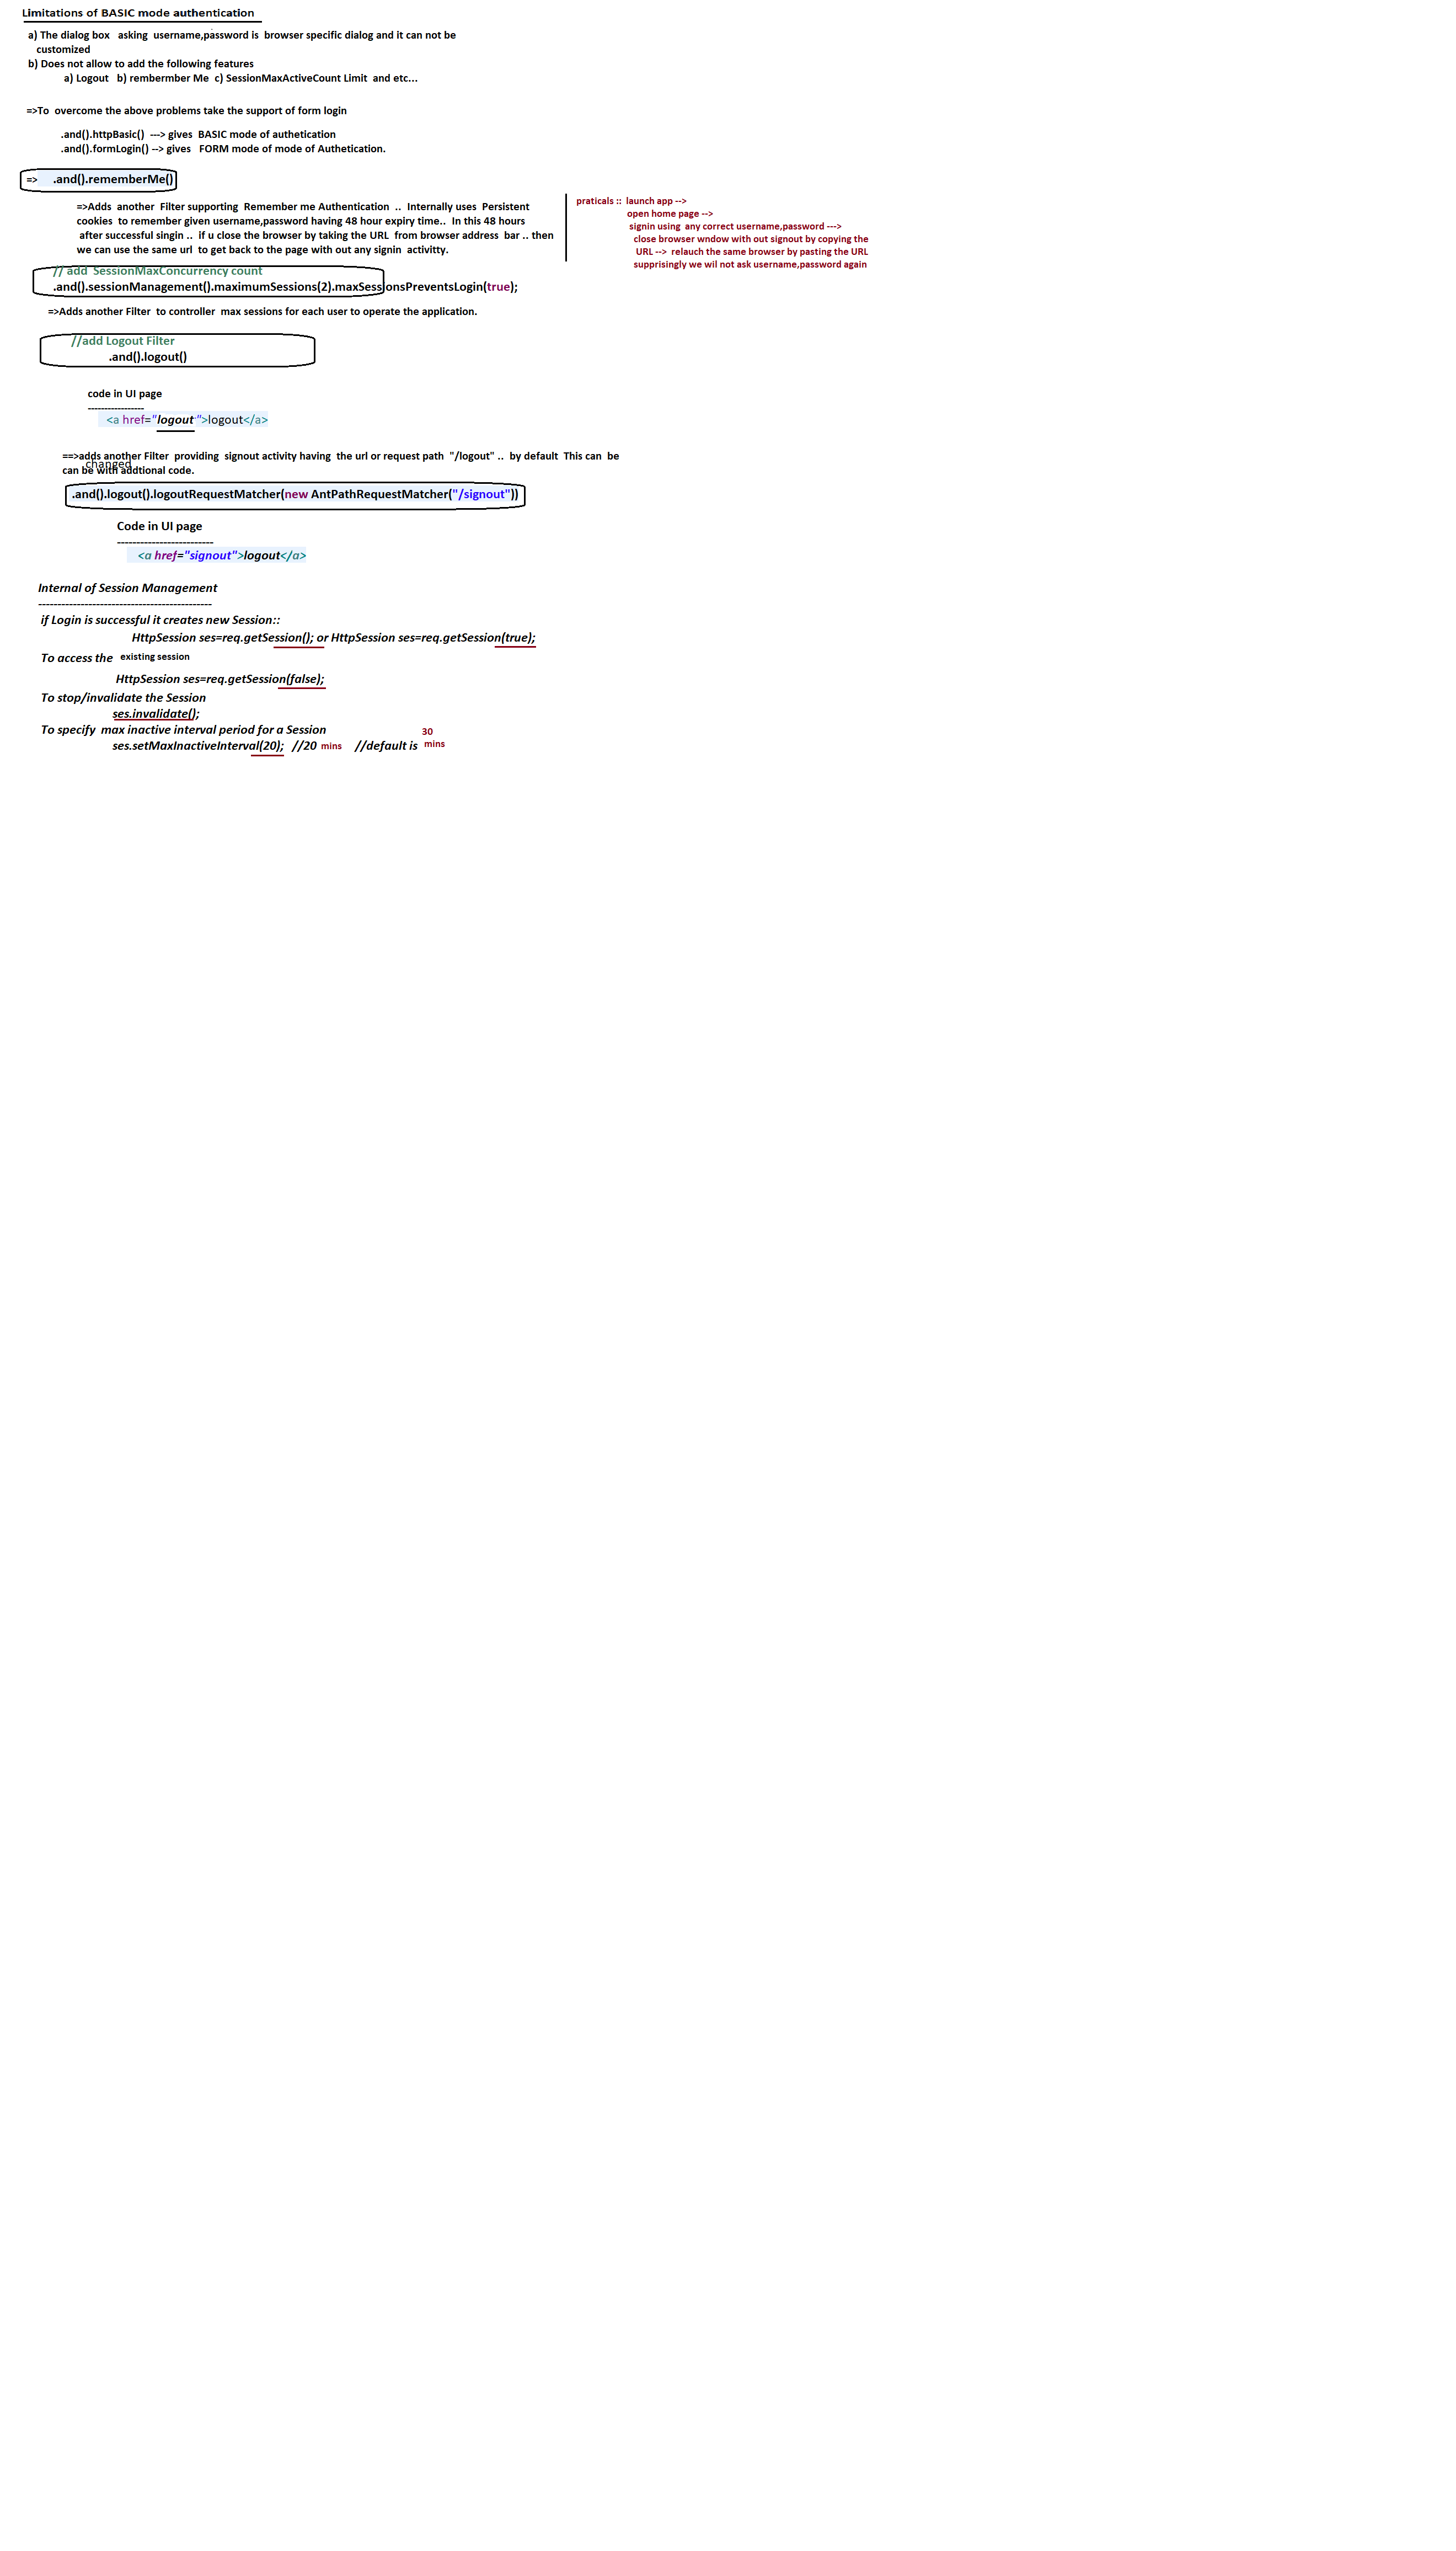 Limitations of BASIC mode authentication
a) The dialog box asking username,password is browser specific dialog and it can not be
customized
b) Does not allow to add the following features
a) Logout b) rembermber Me c) SessionMaxActiveCount Limit and etc...
=>To overcome the above problems take the support of form login
.and().httpBasic() ---> gives BASIC mode of authetication
.and().formLogin() --> gives FORM mode of mode of Authetication.
=> .and().rememberMe()
=>Adds another Filter supporting Remember me Authentication .. Internally uses Persistent
cookies to remember given username,password having 48 hour expiry time.. In this 48 hours
after successful singin .. if u close the browser by taking the URL from browser address bar .. then
we can use the same url to get back to the page with out any signin activitty.
praticals :: launch app -->
open home page -->
signin using any correct username,password --->
close browser wndow with out signout by copying the
URL --> relauch the same browser by pasting the URL
supprisingly we wil not ask username,password again
// add SessionMaxConcurrency count
.and().sessionManagement().maximumSessions(2).maxSessionsPreventsLogin(true);
=>Adds another Filter to controller max sessions for each user to operate the application.
//add Logout Filter
.and().logout()
code in UI page
----------------
<a href="logout">logout</a>
==>adds another Filter providing signout activity having the url or request path "/logout" .. by default This can be
changed
can be with addtional code.
.and().logout().logoutRequestMatcher(new AntPathRequestMatcher("/signout"))
Code in UI page
-------------------------
<a href="signout">logout</a>
Internal of Session Management
---------------------------------------------
if Login is successful it creates new Session::
HttpSession ses=req.getSession(); or HttpSession ses=req.getSession(true);
To access the existing session
HttpSession ses=req.getSession(false);
To stop/invalidate the Session
ses.invalidate();
To specify max inactive interval period for a Session
ses.setMaxInactiveInterval(20); //20 mins //default is 30
mins